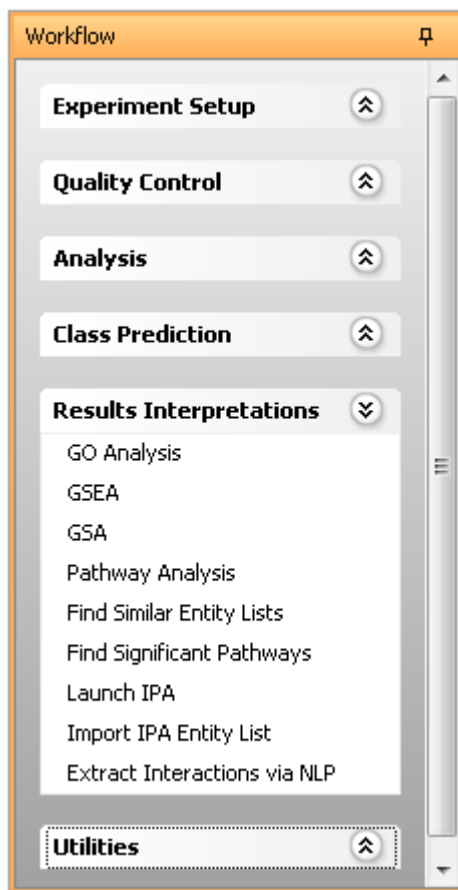 Workflow
Experiment Setup
Quality Control
Analysis
Class Prediction
Results Interpretations
GO Analysis
GSEA
GSA
Pathway Analysis
Find Similar Entity Lists
Find Significant Pathways
Launch IPA
Import IPA Entity List
Extract Interactions via NLP
Utilities